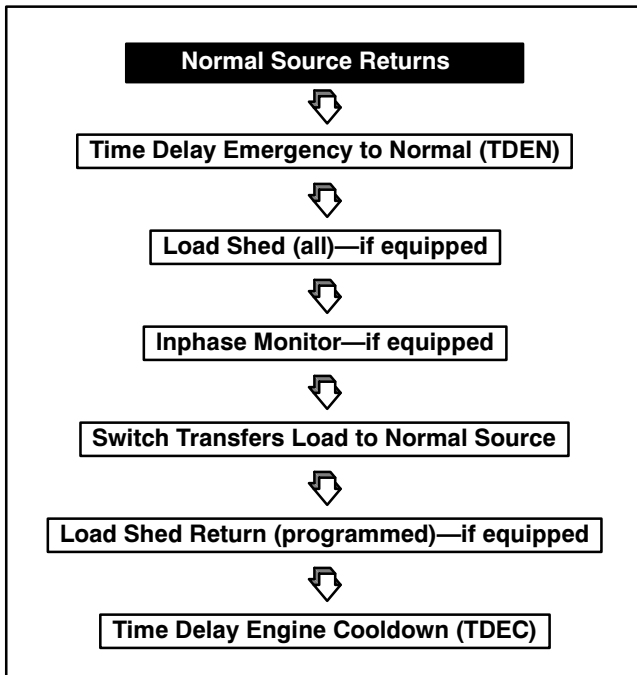 Normal Source Returns
Time Delay Emergency to Normal (TDEN)
Load Shed (all)—if equipped
Inphase Monitor—if equipped
Switch Transfers Load to Normal Source
Load Shed Return (programmed)—if equipped
Time Delay Engine Cooldown (TDEC)